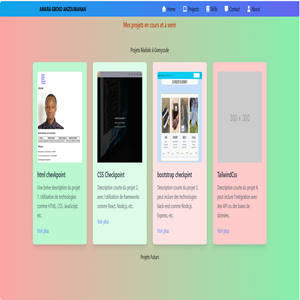 AMARA GBOKO ANZOUMANAN
Home Projects Skills Contact About
Mes projets en cours et a venir
Projets Réalisés à Gomycode
html checkpoint
Une brève description du projet
1. Utilisation de technologies
comme HTML, CSS, JavaScript,
etc.
Voir plus
CSS Checkpoint
Description courte du projet 2,
avec l'utilisation de frameworks
comme React, Node.js, etc.
Voir plus
bootstrap checkpint
Description courte du projet 3,
peut inclure des technologies
back-end comme Node.js,
Express, etc.
Voir plus
300 x 300
TailwindCss
Description courte du projet 4,
peut inclure l'intégration avec
des API ou des bases de
données.
Voir plus
Projets Futurs